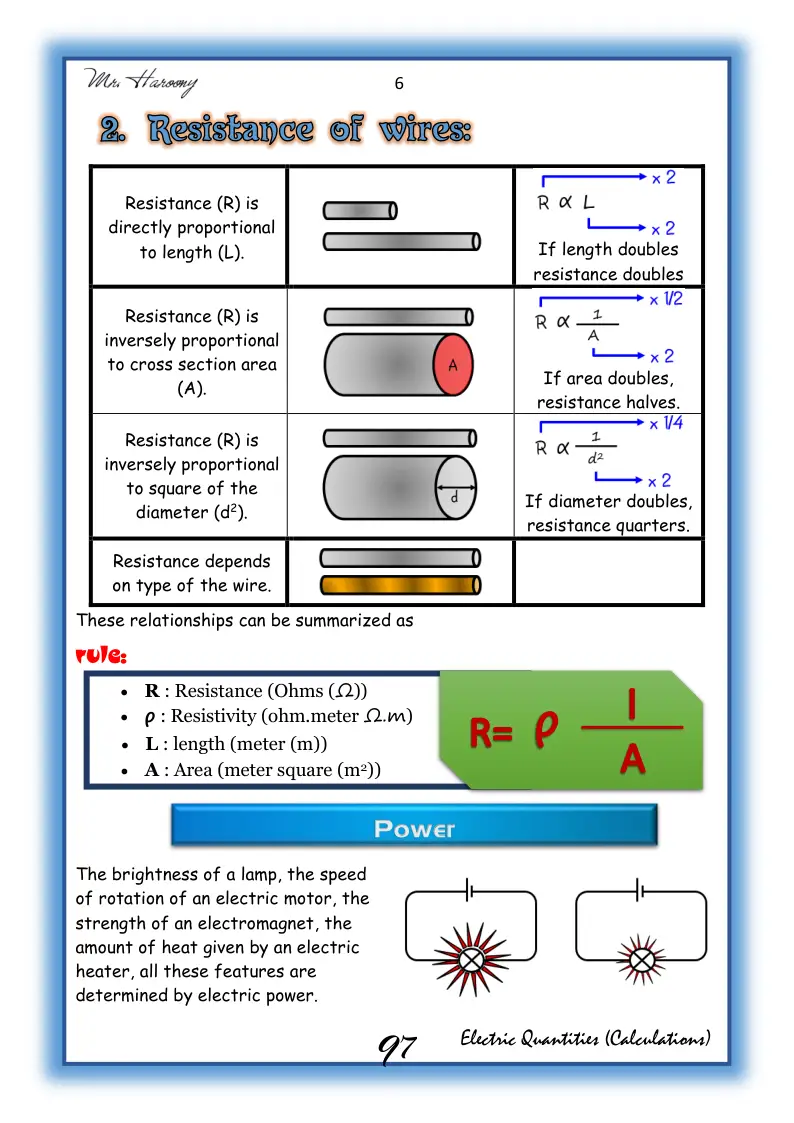 Mr. Haroony
6
2. Resistance of wires:
Resistance (R) is
directly proportional
to length (L).
x 2
R ∝ L
x 2
If length doubles
resistance doubles
Resistance (R) is
inversely proportional
to cross section area
(A).
A
x 1/2
R ∝ 1/A
x 2
If area doubles,
resistance halves.
Resistance (R) is
inversely proportional
to square of the
diameter (d²).
d
x 1/4
R ∝ 1/d²
x 2
If diameter doubles,
resistance quarters.
Resistance depends
on type of the wire.
These relationships can be summarized as
rule:
• R : Resistance (Ohms (Ω))
• ρ : Resistivity (ohm.meter Ω.m)
• L : length (meter (m))
• A : Area (meter square (m²))
R= ρ l/A
Power
The brightness of a lamp, the speed
of rotation of an electric motor, the
strength of an electromagnet, the
amount of heat given by an electric
heater, all these features are
determined by electric power.
97
Electric Quantities (Calculations)